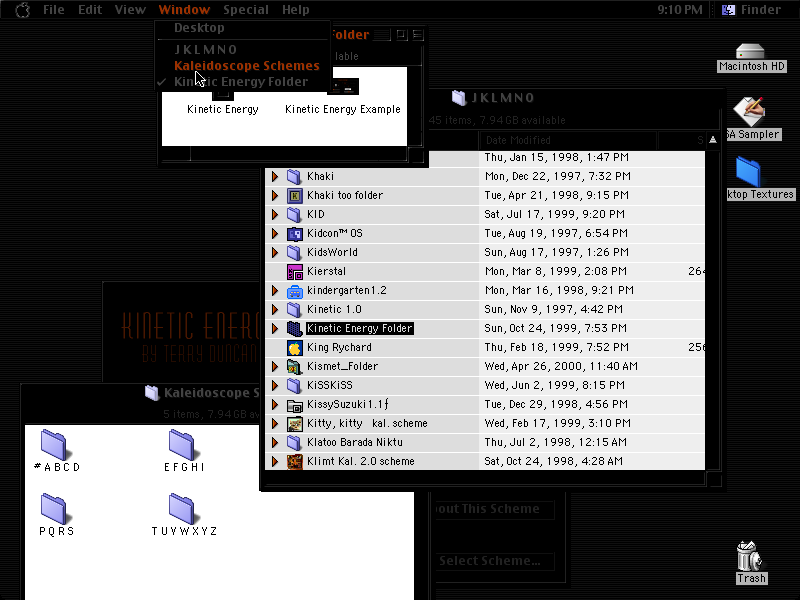 File Edit View Window Special Help 9:10 PM Finder
Desktop
J K L M N O
Kaleidoscope Schemes
Kinetic Energy Folder
older
lable
Kinetic Energy Kinetic Energy Example
Macintosh HD
SA Sampler
ktop Textures
J K L M N O
45 items, 7.94 GB available
Date Modified S
Thu, Jan 15, 1998, 1:47 PM
Khaki Mon, Dec 22, 1997, 7:32 PM
Khaki too folder Tue, Apr 21, 1998, 9:15 PM
KID Sat, Jul 17, 1999, 9:20 PM
Kidcon™ OS Tue, Aug 19, 1997, 6:54 PM
KidsWorld Sun, Aug 17, 1997, 1:26 PM
Kierstal Mon, Mar 8, 1999, 2:08 PM 264
kindergarten1.2 Mon, Mar 16, 1998, 9:21 PM
Kinetic 1.0 Sun, Nov 9, 1997, 4:42 PM
Kinetic Energy Folder Sun, Oct 24, 1999, 7:53 PM
King Rychard Thu, Feb 18, 1999, 7:52 PM 256
Kismet_Folder Wed, Apr 26, 2000, 11:40 AM
KiSSKiSS Wed, Jun 2, 1999, 8:15 PM
KissySuzuki1.1ƒ Tue, Dec 29, 1998, 4:56 PM
Kitty, kitty kal. scheme Wed, Feb 17, 1999, 3:10 PM
Klatoo Barada Niktu Thu, Jul 2, 1998, 12:15 AM
Klimt Kal. 2.0 scheme Sat, Oct 24, 1998, 4:28 AM
KINETIC ENERG
BY TERRY DUNCAN
Kaleidoscope S
5 items, 7.94 GB av
#ABCD EFGHI
PQRS TUVWXYZ
out This Scheme
Select Scheme...
Trash